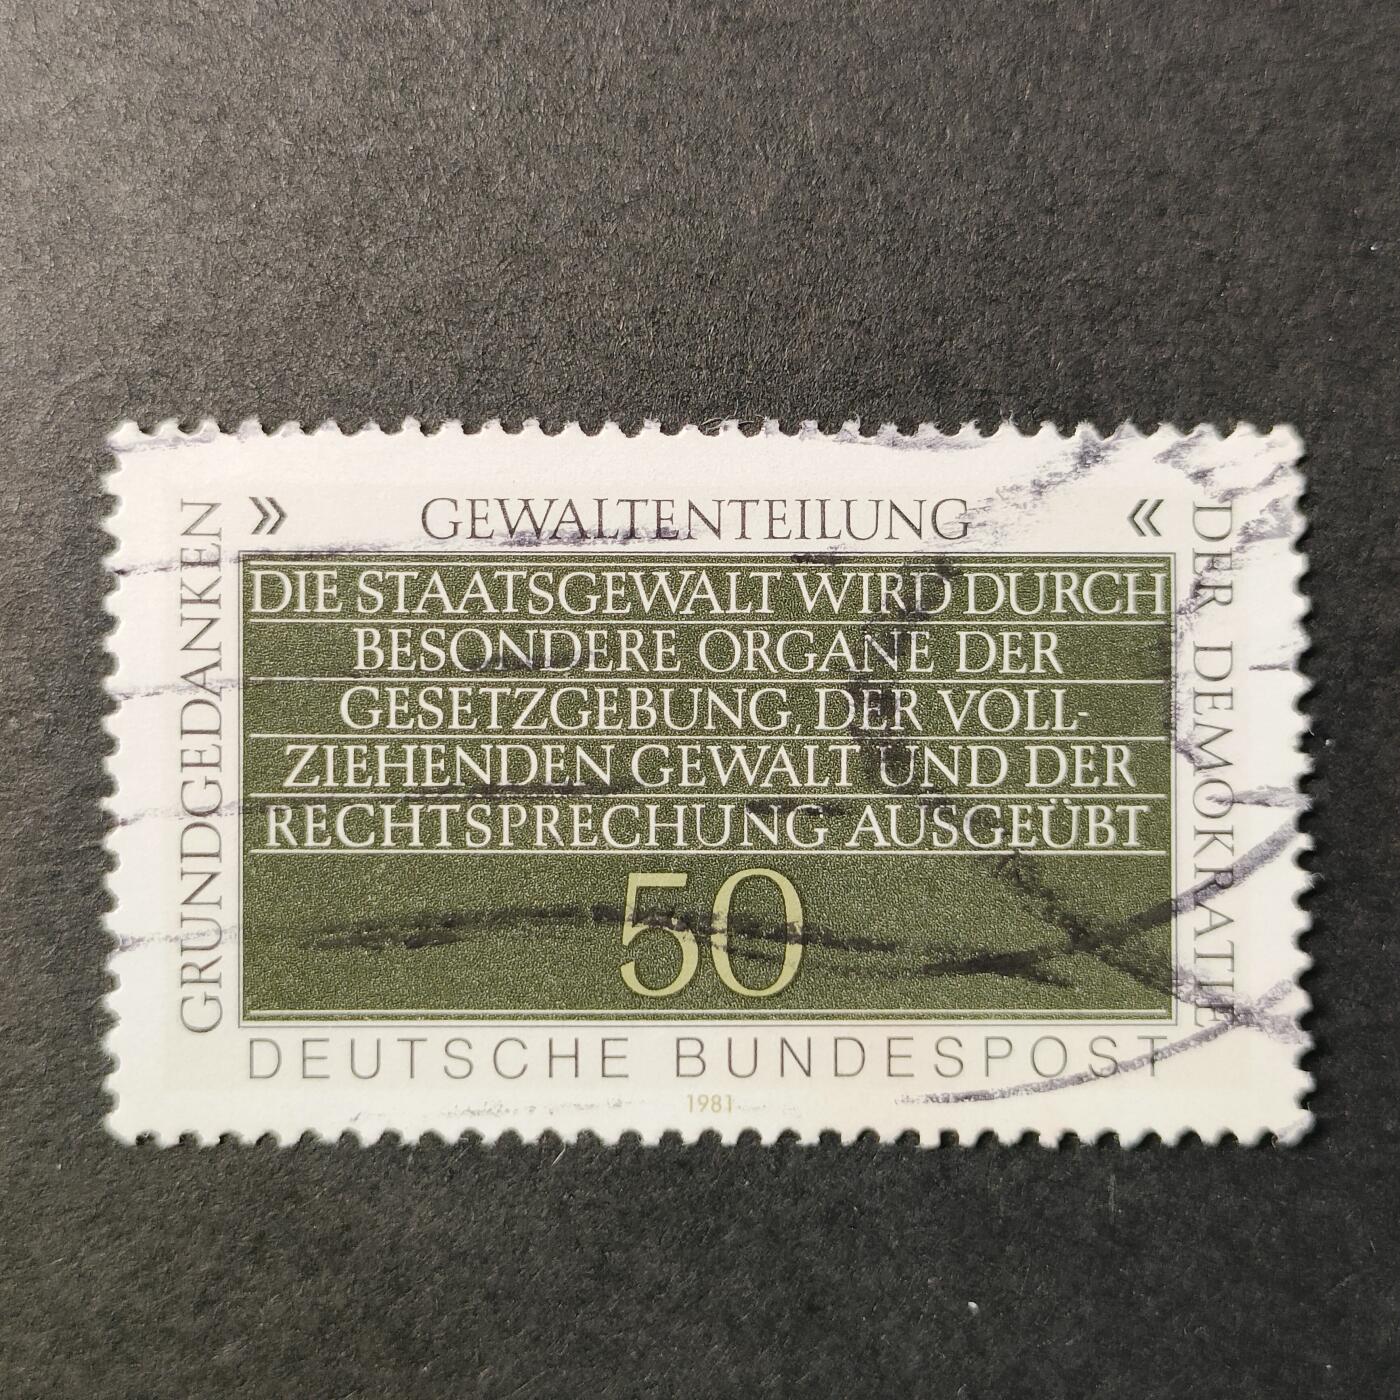 » GEWALTENTEILUNG «
GRUNDGEDANKEN
DER DEMOKRATIE
DIE STAATSGEWALT WIRD DURCH
BESONDERE ORGANE DER
GESETZGEBUNG, DER VOLL-
ZIEHENDEN GEWALT UND DER
RECHTSPRECHUNG AUSGEÜBT
50
DEUTSCHE BUNDESPOST
1981